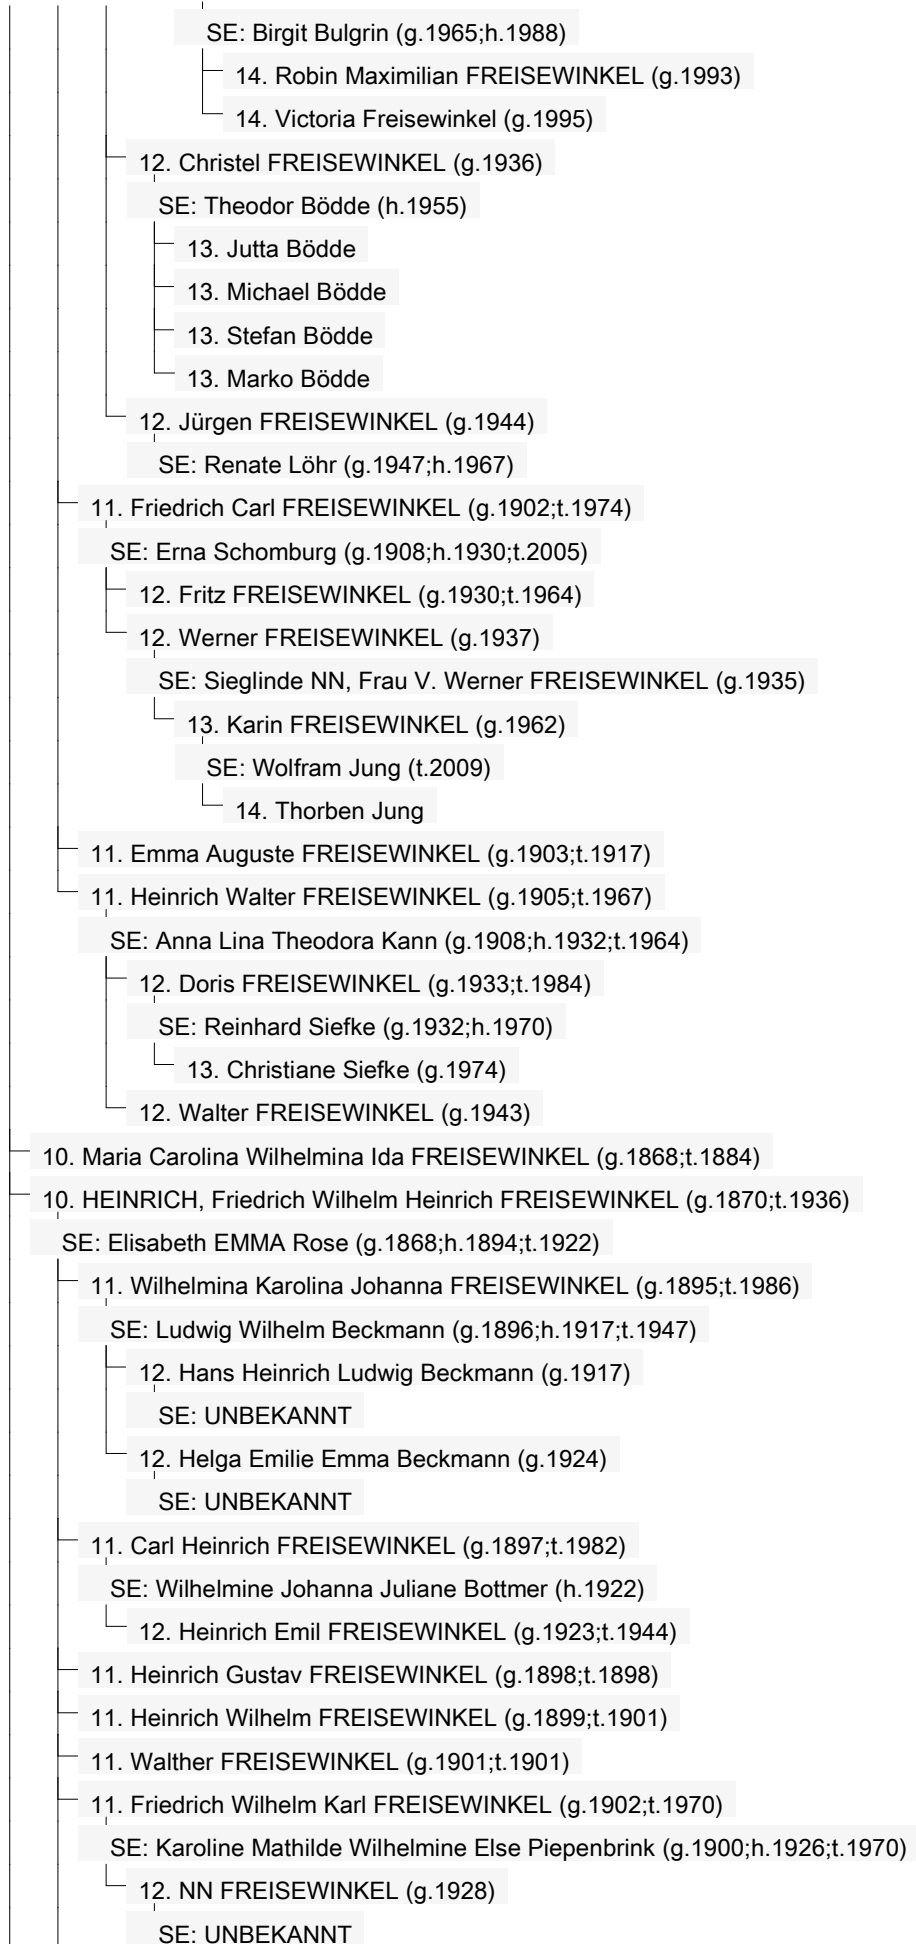 SE: Birgit Bulgrin (g.1965;h.1988)
14. Robin Maximilian FREISEWINKEL (g.1993)
14. Victoria Freisewinkel (g.1995)
12. Christel FREISEWINKEL (g.1936)
SE: Theodor Bödde (h.1955)
13. Jutta Bödde
13. Michael Bödde
13. Stefan Bödde
13. Marko Bödde
12. Jürgen FREISEWINKEL (g.1944)
SE: Renate Löhr (g.1947;h.1967)
11. Friedrich Carl FREISEWINKEL (g.1902;t.1974)
SE: Erna Schomburg (g.1908;h.1930;t.2005)
12. Fritz FREISEWINKEL (g.1930;t.1964)
12. Werner FREISEWINKEL (g.1937)
SE: Sieglinde NN, Frau V. Werner FREISEWINKEL (g.1935)
13. Karin FREISEWINKEL (g.1962)
SE: Wolfram Jung (t.2009)
14. Thorben Jung
11. Emma Auguste FREISEWINKEL (g.1903;t.1917)
11. Heinrich Walter FREISEWINKEL (g.1905;t.1967)
SE: Anna Lina Theodora Kann (g.1908;h.1932;t.1964)
12. Doris FREISEWINKEL (g.1933;t.1984)
SE: Reinhard Siefke (g.1932;h.1970)
13. Christiane Siefke (g.1974)
12. Walter FREISEWINKEL (g.1943)
10. Maria Carolina Wilhelmina Ida FREISEWINKEL (g.1868;t.1884)
10. HEINRICH, Friedrich Wilhelm Heinrich FREISEWINKEL (g.1870;t.1936)
SE: Elisabeth EMMA Rose (g.1868;h.1894;t.1922)
11. Wilhelmina Karolina Johanna FREISEWINKEL (g.1895;t.1986)
SE: Ludwig Wilhelm Beckmann (g.1896;h.1917;t.1947)
12. Hans Heinrich Ludwig Beckmann (g.1917)
SE: UNBEKANNT
12. Helga Emilie Emma Beckmann (g.1924)
SE: UNBEKANNT
11. Carl Heinrich FREISEWINKEL (g.1897;t.1982)
SE: Wilhelmine Johanna Juliane Bottmer (h.1922)
12. Heinrich Emil FREISEWINKEL (g.1923;t.1944)
11. Heinrich Gustav FREISEWINKEL (g.1898;t.1898)
11. Heinrich Wilhelm FREISEWINKEL (g.1899;t.1901)
11. Walther FREISEWINKEL (g.1901;t.1901)
11. Friedrich Wilhelm Karl FREISEWINKEL (g.1902;t.1970)
SE: Karoline Mathilde Wilhelmine Else Piepenbrink (g.1900;h.1926;t.1970)
12. NN FREISEWINKEL (g.1928)
SE: UNBEKANNT